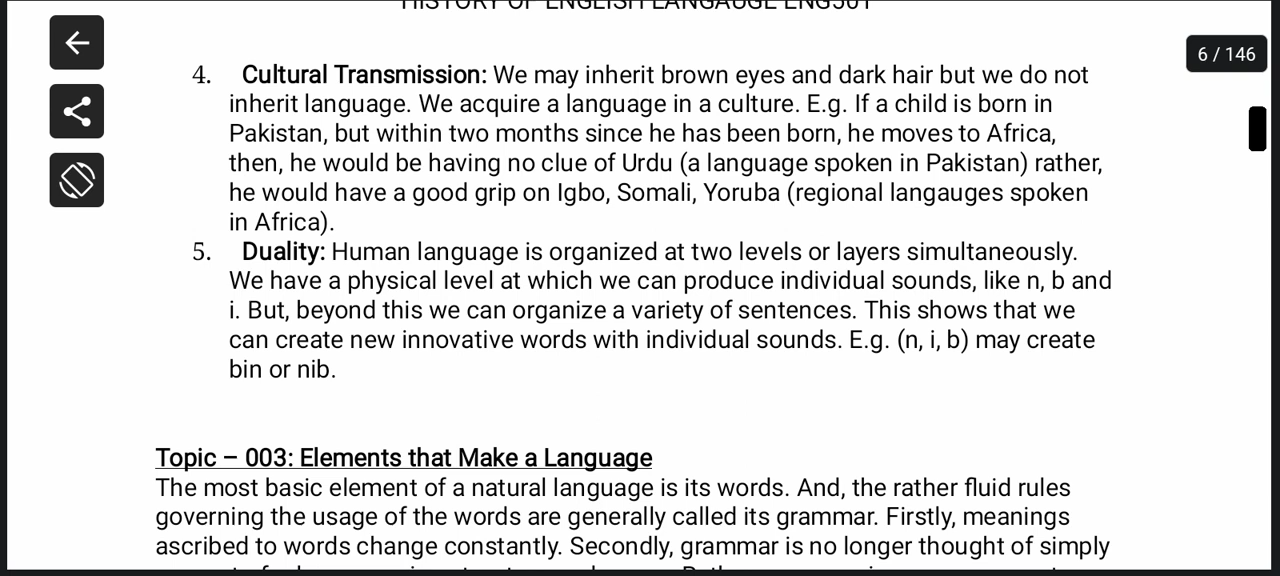 HISTORY OF ENGLISH LANGAUGE ENG501
6 / 146
4. Cultural Transmission: We may inherit brown eyes and dark hair but we do not
inherit language. We acquire a language in a culture. E.g. If a child is born in
Pakistan, but within two months since he has been born, he moves to Africa,
then, he would be having no clue of Urdu (a language spoken in Pakistan) rather,
he would have a good grip on Igbo, Somali, Yoruba (regional langauges spoken
in Africa).
5. Duality: Human language is organized at two levels or layers simultaneously.
We have a physical level at which we can produce individual sounds, like n, b and
i. But, beyond this we can organize a variety of sentences. This shows that we
can create new innovative words with individual sounds. E.g. (n, i, b) may create
bin or nib.
Topic – 003: Elements that Make a Language
The most basic element of a natural language is its words. And, the rather fluid rules
governing the usage of the words are generally called its grammar. Firstly, meanings
ascribed to words change constantly. Secondly, grammar is no longer thought of simply